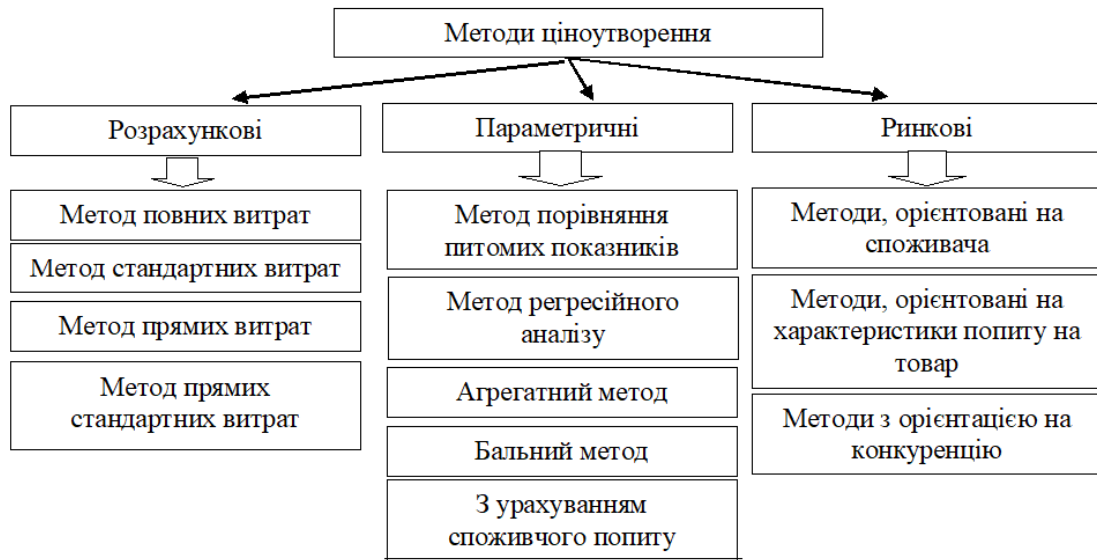 Методи ціноутворення
Розрахункові
Параметричні
Ринкові
Метод повних витрат
Метод стандартних витрат
Метод прямих витрат
Метод прямих
стандартних витрат
Метод порівняння
питомих показників
Метод регресійного
аналізу
Агрегатний метод
Бальний метод
З урахуванням
споживчого попиту
Методи, орієнтовані на
споживача
Методи, орієнтовані на
характеристики попиту на
товар
Методи з орієнтацією на
конкуренцію